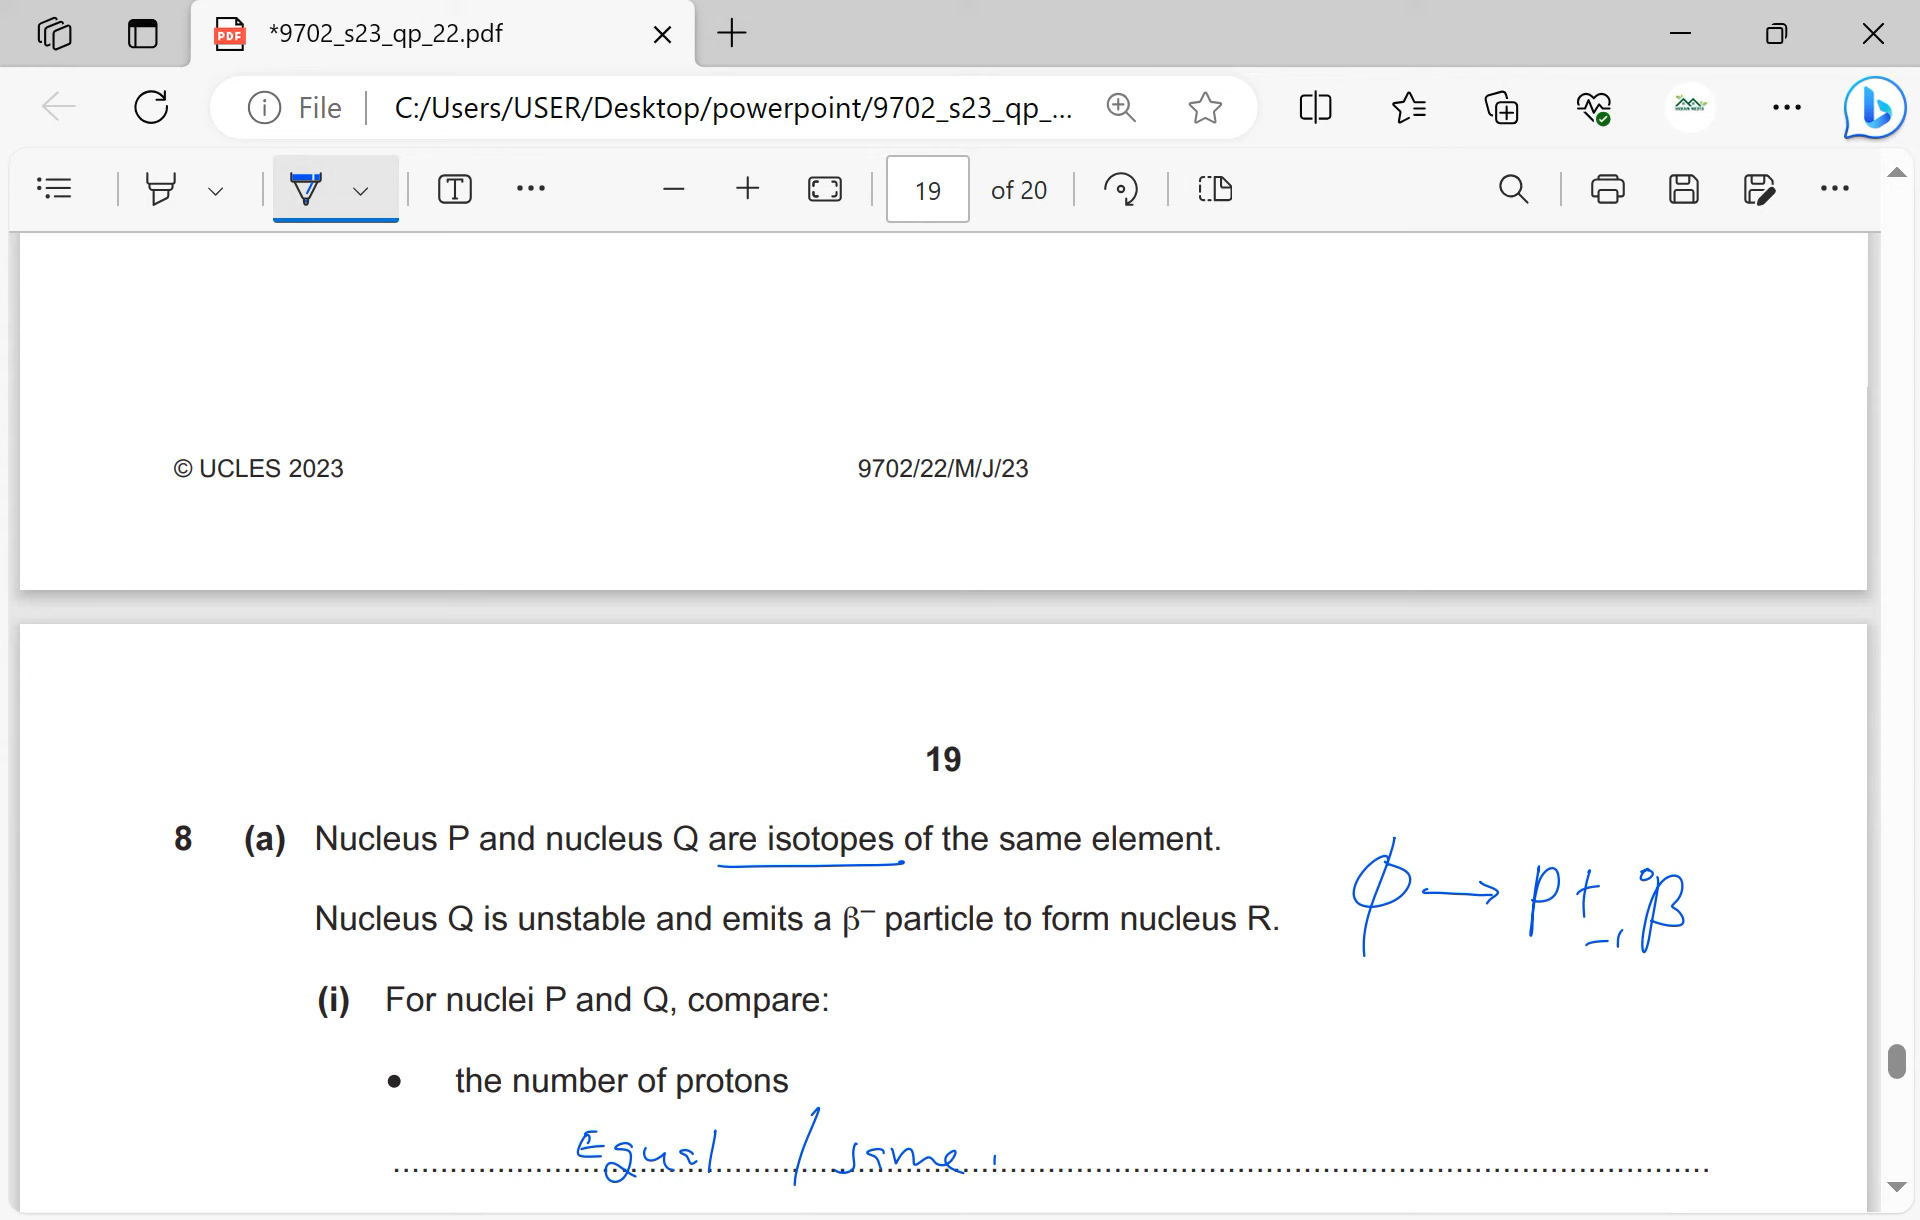 *9702_s23_qp_22.pdf
File C:/Users/USER/Desktop/powerpoint/9702_s23_qp_...
19 of 20
© UCLES 2023 9702/22/M/J/23
19
8 (a) Nucleus P and nucleus Q are isotopes of the same element.
ϕ → P + ⁰₋₁β
Nucleus Q is unstable and emits a β⁻ particle to form nucleus R.
(i) For nuclei P and Q, compare:
• the number of protons
Equal / same.